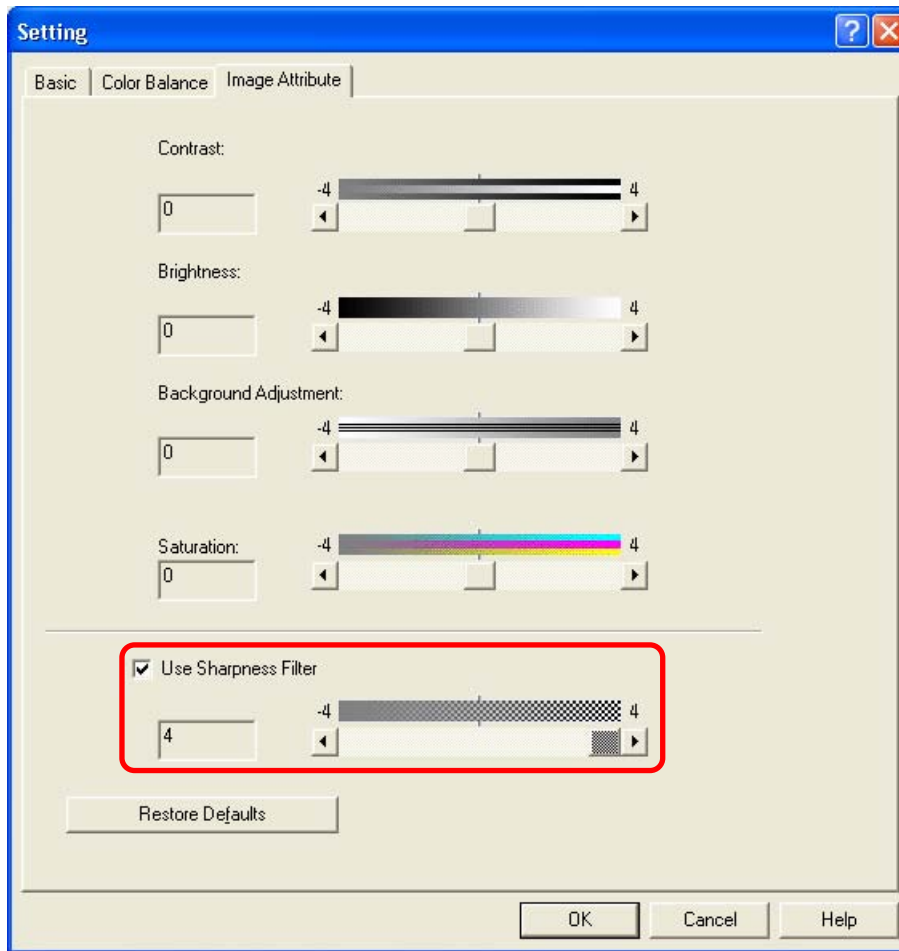 Setting
Basic Color Balance Image Attribute
Contrast:
-4 4
0
Brightness:
-4 4
0
Background Adjustment:
-4 4
0
Saturation:
-4 4
0
Use Sharpness Filter
-4 4
4
Restore Defaults
OK Cancel Help